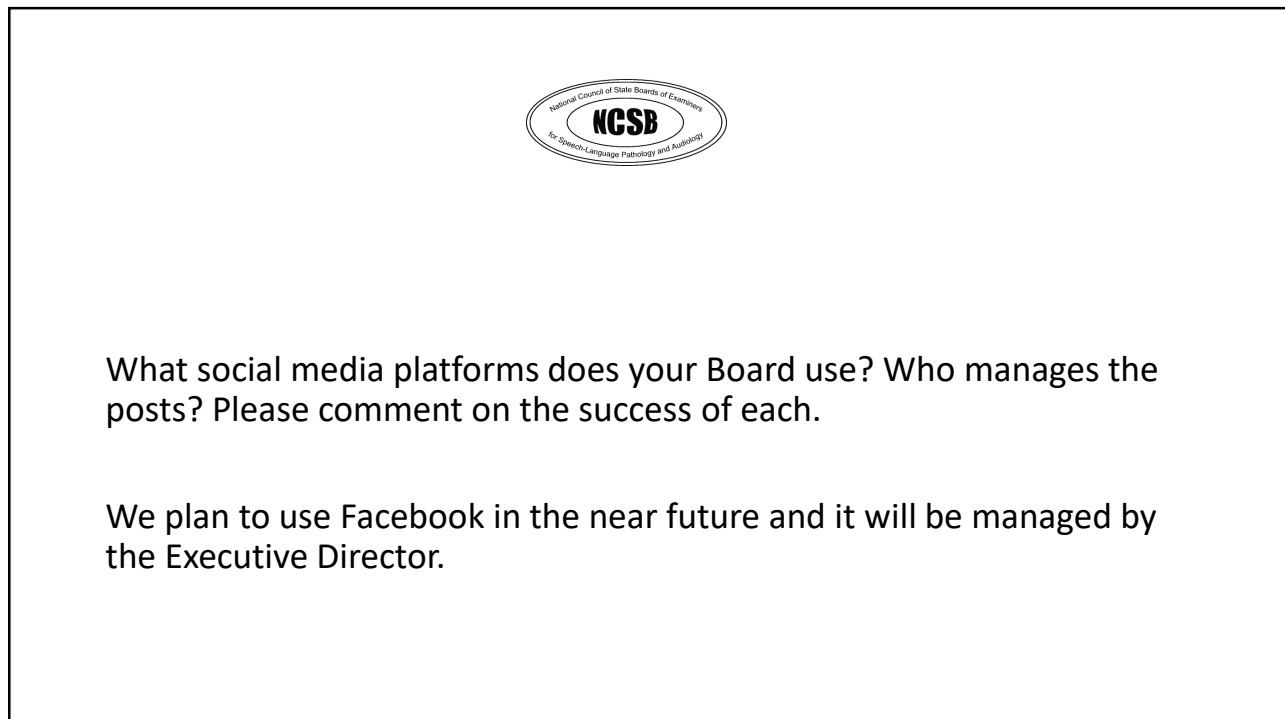 National Council of State Boards of Examiners
NCSB
for Speech-Language Pathology and Audiology
What social media platforms does your Board use? Who manages the
posts? Please comment on the success of each.
We plan to use Facebook in the near future and it will be managed by
the Executive Director.